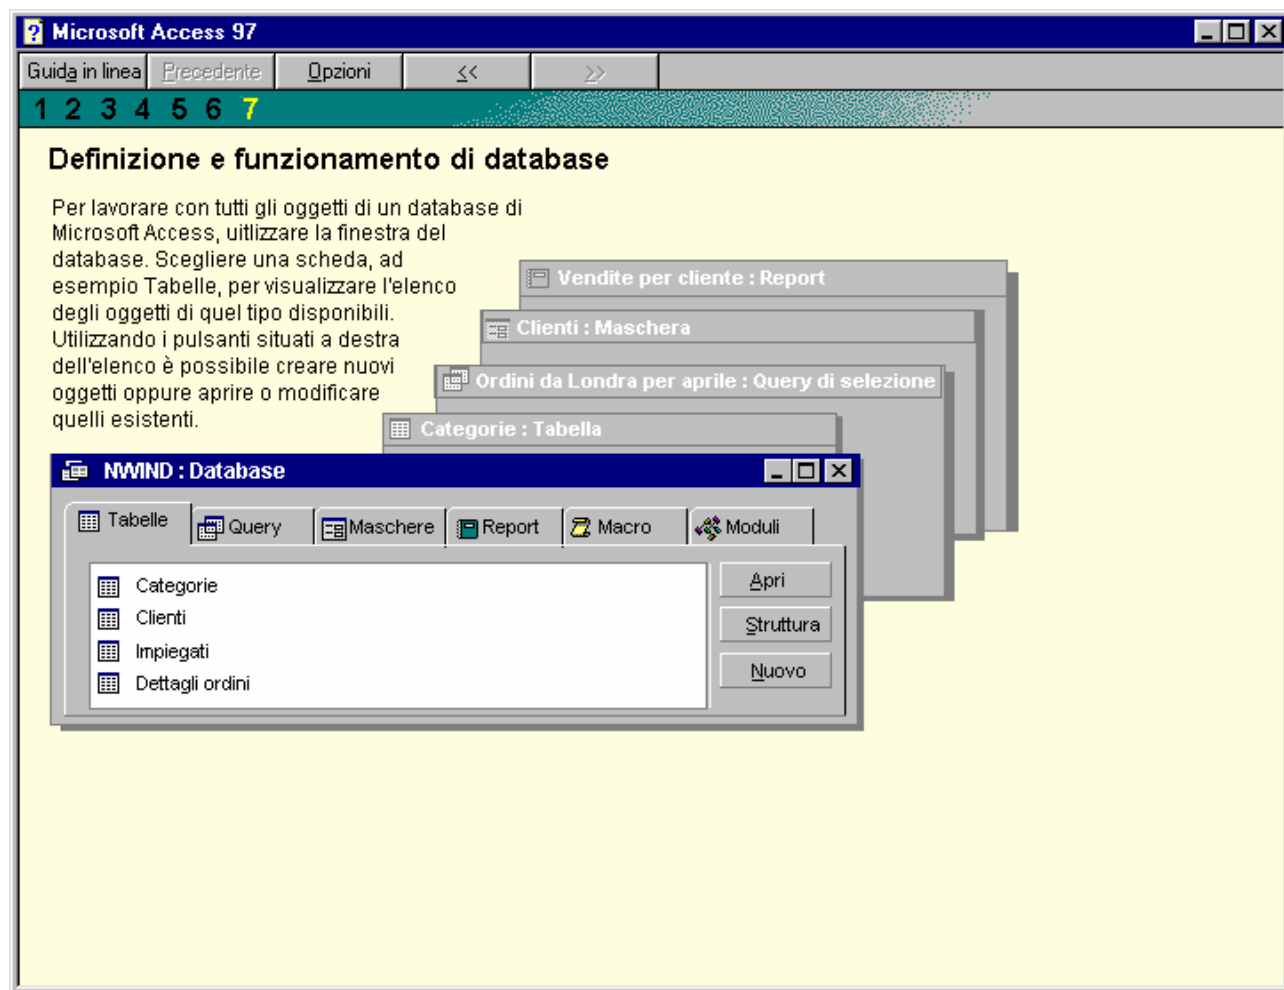 Microsoft Access 97
Guida in linea Precedente Opzioni << >>
1 2 3 4 5 6 7
Definizione e funzionamento di database
Per lavorare con tutti gli oggetti di un database di
Microsoft Access, uitlizzare la finestra del
database. Scegliere una scheda, ad
esempio Tabelle, per visualizzare l'elenco
degli oggetti di quel tipo disponibili.
Utilizzando i pulsanti situati a destra
dell'elenco è possibile creare nuovi
oggetti oppure aprire o modificare
quelli esistenti.
Vendite per cliente : Report
Clienti : Maschera
Ordini da Londra per aprile : Query di selezione
Categorie : Tabella
NWIND : Database
Tabelle Query Maschere Report Macro Moduli
Categorie
Clienti
Impiegati
Dettagli ordini
Apri
Struttura
Nuovo